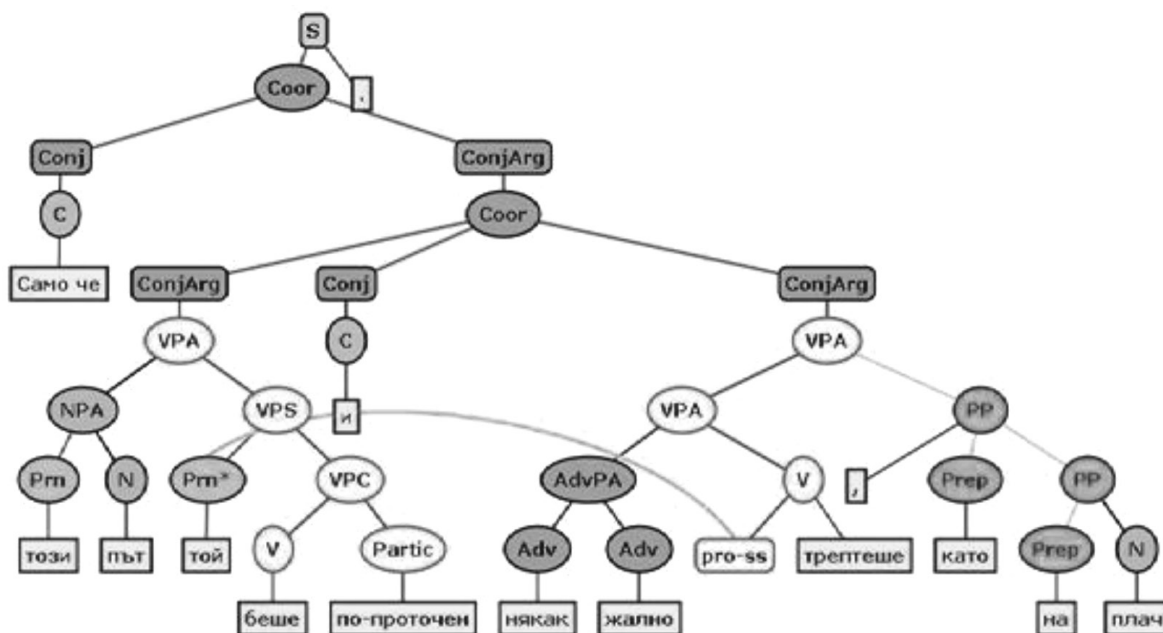 S
Coor .
Conj ConjArg
C Coor
Само че ConjArg Conj ConjArg
VPA C VPA
NPA VPS и VPA PP
Prn N Prn* VPC AdvPA V , Prep PP
този път той V Partic Adv Adv pro-ss трептеше като Prep N
беше по-проточен някак жално на плач